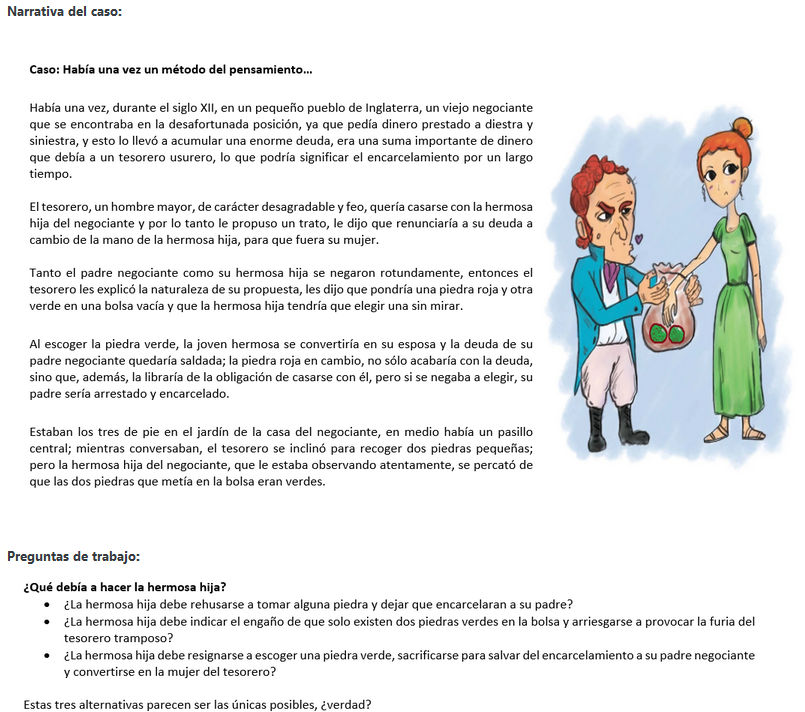 Narrativa del caso:
Caso: Había una vez un método del pensamiento...
Había una vez, durante el siglo XII, en un pequeño pueblo de Inglaterra, un viejo negociante
que se encontraba en la desafortunada posición, ya que pedía dinero prestado a diestra y
siniestra, y esto lo llevó a acumular una enorme deuda, era una suma importante de dinero
que debía a un tesorero usurero, lo que podría significar el encarcelamiento por un largo
tiempo.
El tesorero, un hombre mayor, de carácter desagradable y feo, quería casarse con la hermosa
hija del negociante y por lo tanto le propuso un trato, le dijo que renunciaría a su deuda a
cambio de la mano de la hermosa hija, para que fuera su mujer.
Tanto el padre negociante como su hermosa hija se negaron rotundamente, entonces el
tesorero les explicó la naturaleza de su propuesta, les dijo que pondría una piedra roja y otra
verde en una bolsa vacía y que la hermosa hija tendría que elegir una sin mirar.
Al escoger la piedra verde, la joven hermosa se convertiría en su esposa y la deuda de su
padre negociante quedaría saldada; la piedra roja en cambio, no sólo acabaría con la deuda,
sino que, además, la libraría de la obligación de casarse con él, pero si se negaba a elegir, su
padre sería arrestado y encarcelado.
Estaban los tres de pie en el jardín de la casa del negociante, en medio había un pasillo
central; mientras conversaban, el tesorero se inclinó para recoger dos piedras pequeñas;
pero la hermosa hija del negociante, que le estaba observando atentamente, se percató de
que las dos piedras que metía en la bolsa eran verdes.
Preguntas de trabajo:
¿Qué debía a hacer la hermosa hija?
• ¿La hermosa hija debe rehusarse a tomar alguna piedra y dejar que encarcelaran a su padre?
• ¿La hermosa hija debe indicar el engaño de que solo existen dos piedras verdes en la bolsa y arriesgarse a provocar la furia del
tesorero tramposo?
• ¿La hermosa hija debe resignarse a escoger una piedra verde, sacrificarse para salvar del encarcelamiento a su padre negociante
y convertirse en la mujer del tesorero?
Estas tres alternativas parecen ser las únicas posibles, ¿verdad?